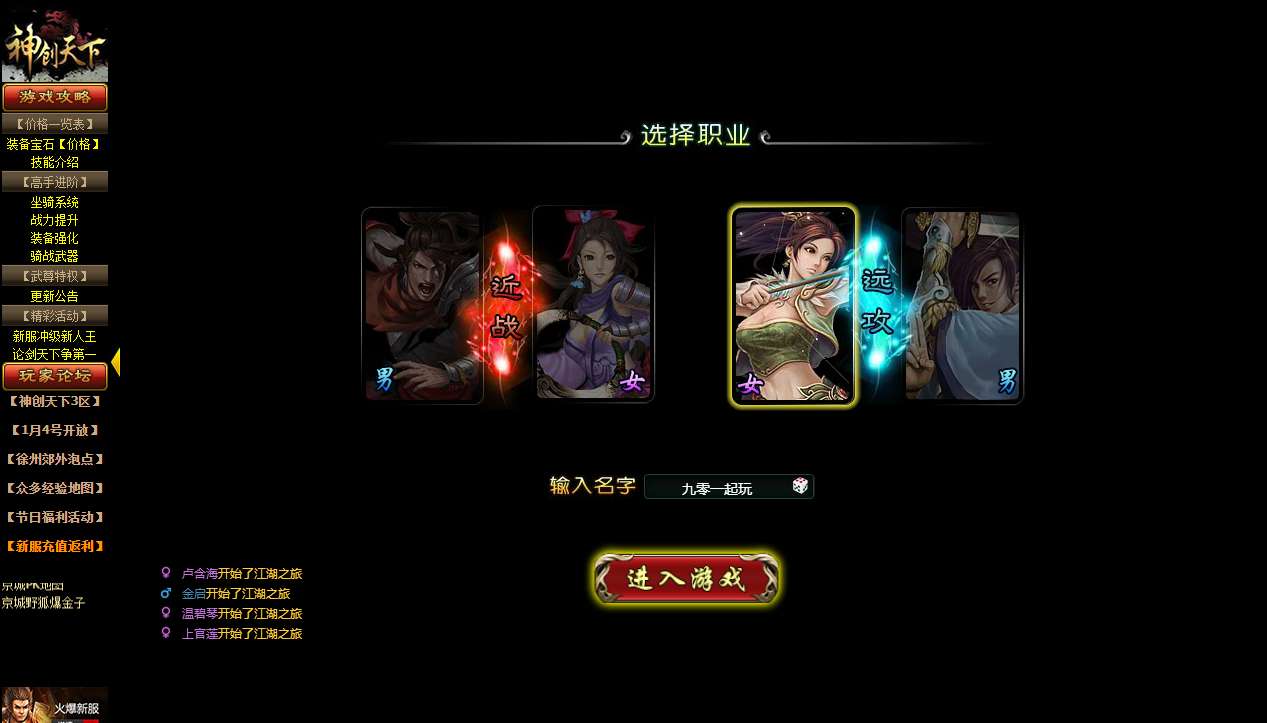 神创天下
游戏攻略
【价格一览表】
装备宝石【价格】
技能介绍
【高手进阶】
坐骑系统
战力提升
装备强化
骑战武器
【武尊特权】
更新公告
【精彩活动】
新服冲级新人王
论剑天下争第一
玩家论坛
【神创天下3区】
【1月4号开放】
【徐州郊外泡点】
【众多经验地图】
【节日福利活动】
【新服充值返利】
京城PK地图
京城野狐爆金子
火爆新服
选择职业
近战
男
女
远攻
女
男
输入名字
九零一起玩
进入游戏
卢含海开始了江湖之旅
金启开始了江湖之旅
温碧琴开始了江湖之旅
上官莲开始了江湖之旅